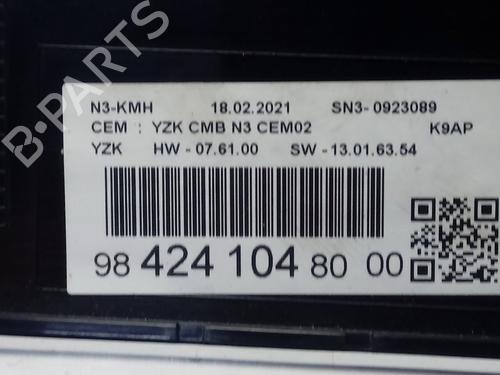 B-PARTS
N3-KMH 18.02.2021 SN3- 0923089
CEM : YZK CMB N3 CEM02 K9AP
YZK HW - 07.61.00 SW - 13.01.63.54
98 424 104 80 00